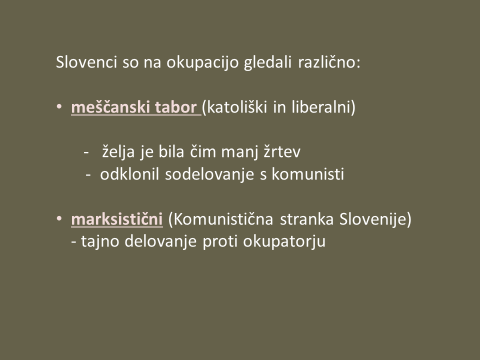 Slovenci so na okupacijo gledali različno:
• meščanski tabor (katoliški in liberalni)
- želja je bila čim manj žrtev
- odklonil sodelovanje s komunisti
• marksistični (Komunistična stranka Slovenije)
- tajno delovanje proti okupatorju